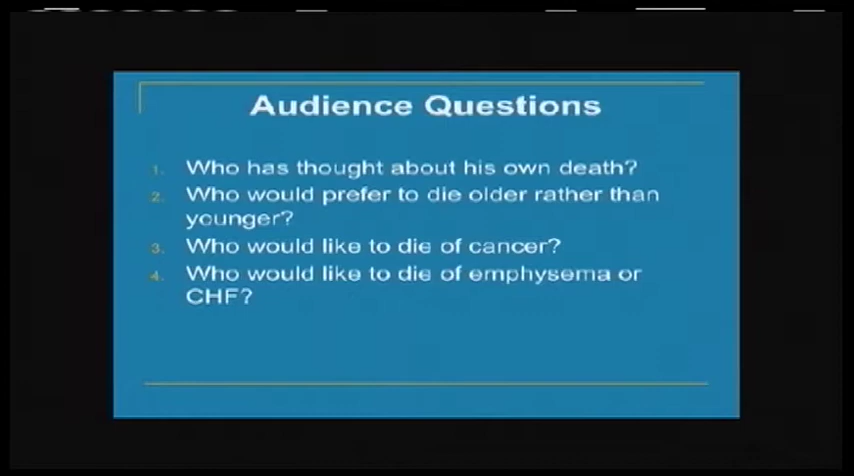 Audience Questions
1. Who has thought about his own death?
2. Who would prefer to die older rather than
younger?
3. Who would like to die of cancer?
4. Who would like to die of emphysema or
CHF?